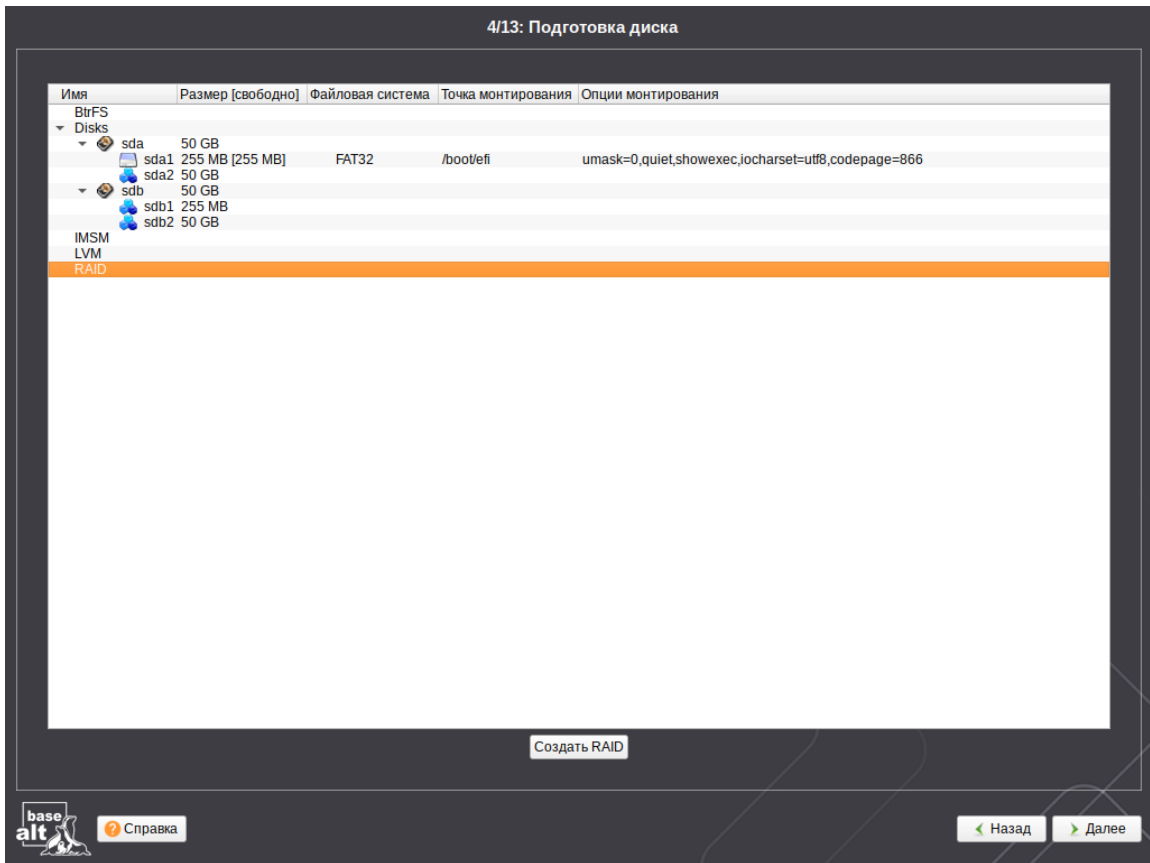 4/13: Подготовка диска
Имя Размер [свободно] Файловая система Точка монтирования Опции монтирования
BtrFS
Disks
sda 50 GB
sda1 255 MB [255 MB] FAT32 /boot/efi umask=0,quiet,showexec,iocharset=utf8,codepage=866
sda2 50 GB
sdb 50 GB
sdb1 255 MB
sdb2 50 GB
IMSM
LVM
RAID
Создать RAID
base
alt
Справка
Назад
Далее